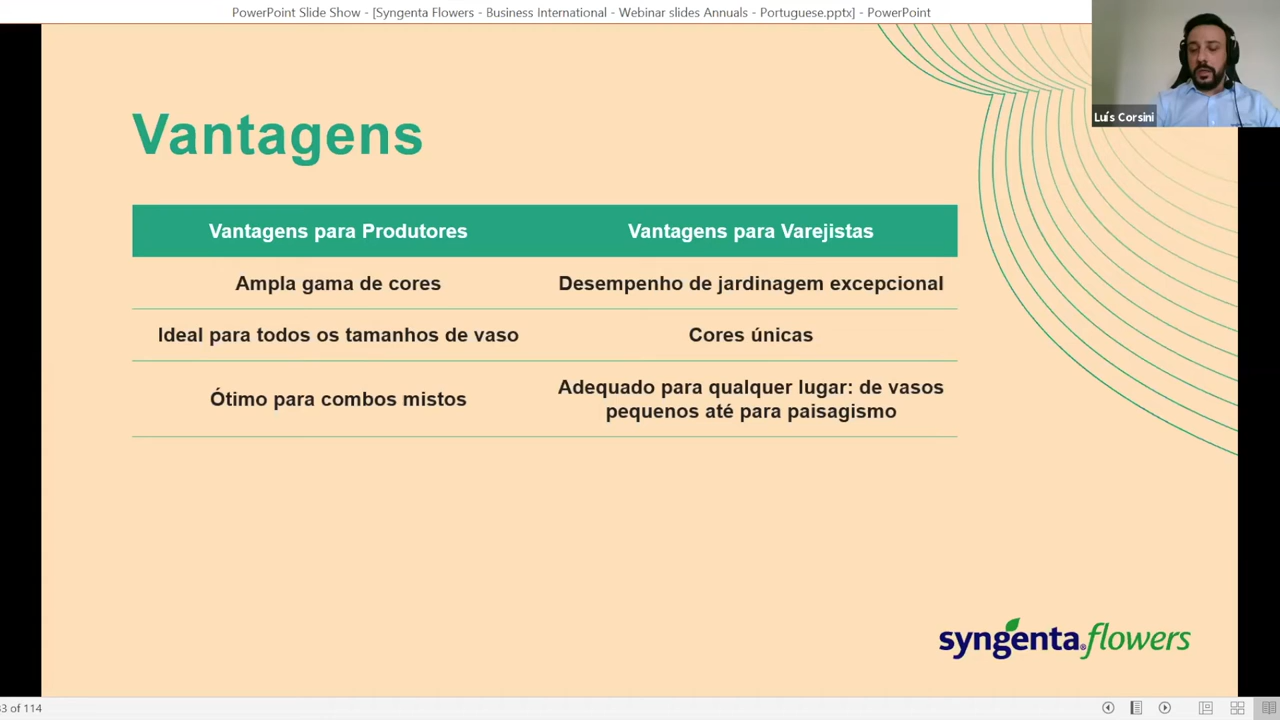 PowerPoint Slide Show - [Syngenta Flowers - Business International - Webinar slides Annuals - Portuguese.pptx] - PowerPoint
Luís Corsini
Vantagens
Vantagens para Produtores
Vantagens para Varejistas
Ampla gama de cores
Desempenho de jardinagem excepcional
Ideal para todos os tamanhos de vaso
Cores únicas
Ótimo para combos mistos
Adequado para qualquer lugar: de vasos
pequenos até para paisagismo
syngenta® flowers
3 of 114